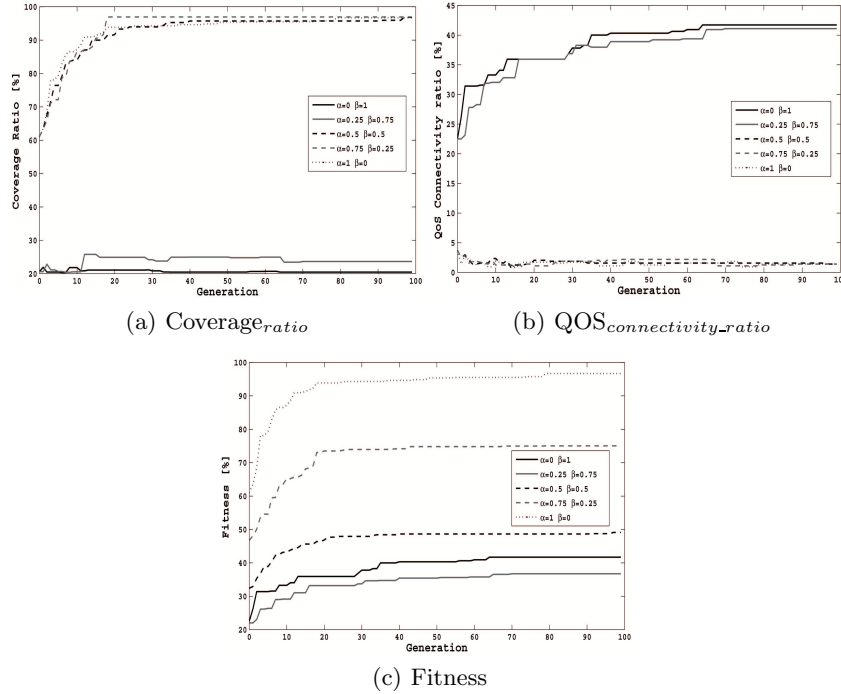 100
90
80
70
60
50
40
30
20
0 10 20 30 40 50 60 70 80 90 100
Coverage Ratio [%]
Generation
α=0 β=1
α=0.25 β=0.75
α=0.5 β=0.5
α=0.75 β=0.25
α=1 β=0
(a) Coverage_ratio
45
40
35
30
25
20
15
10
5
0
0 10 20 30 40 50 60 70 80 90 100
QoS Connectivity ratio [%]
Generation
α=0 β=1
α=0.25 β=0.75
α=0.5 β=0.5
α=0.75 β=0.25
α=1 β=0
(b) QOS_connectivity_ratio
100
90
80
70
60
50
40
30
20
0 10 20 30 40 50 60 70 80 90 100
Fitness [%]
Generation
α=0 β=1
α=0.25 β=0.75
α=0.5 β=0.5
α=0.75 β=0.25
α=1 β=0
(c) Fitness